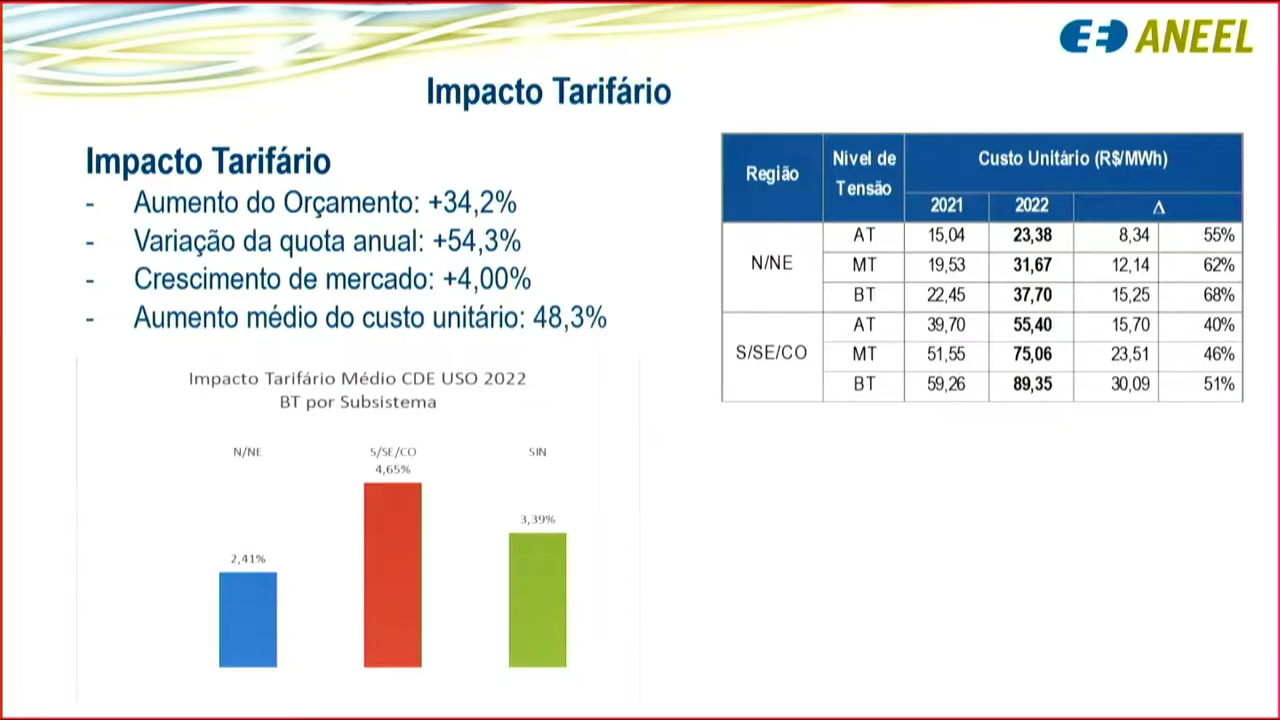 ANEEL
Impacto Tarifário
Impacto Tarifário
- Aumento do Orçamento: +34,2%
- Variação da quota anual: +54,3%
- Crescimento de mercado: +4,00%
- Aumento médio do custo unitário: 48,3%
Impacto Tarifário Médio CDE USO 2022
BT por Subsistema
N/NE S/SE/CO SIN
4,65%
3,39%
2,41%
Região Nível de Tensão Custo Unitário (R$/MWh)
2021 2022 Δ
N/NE AT 15,04 23,38 8,34 55%
MT 19,53 31,67 12,14 62%
BT 22,45 37,70 15,25 68%
S/SE/CO AT 39,70 55,40 15,70 40%
MT 51,55 75,06 23,51 46%
BT 59,26 89,35 30,09 51%